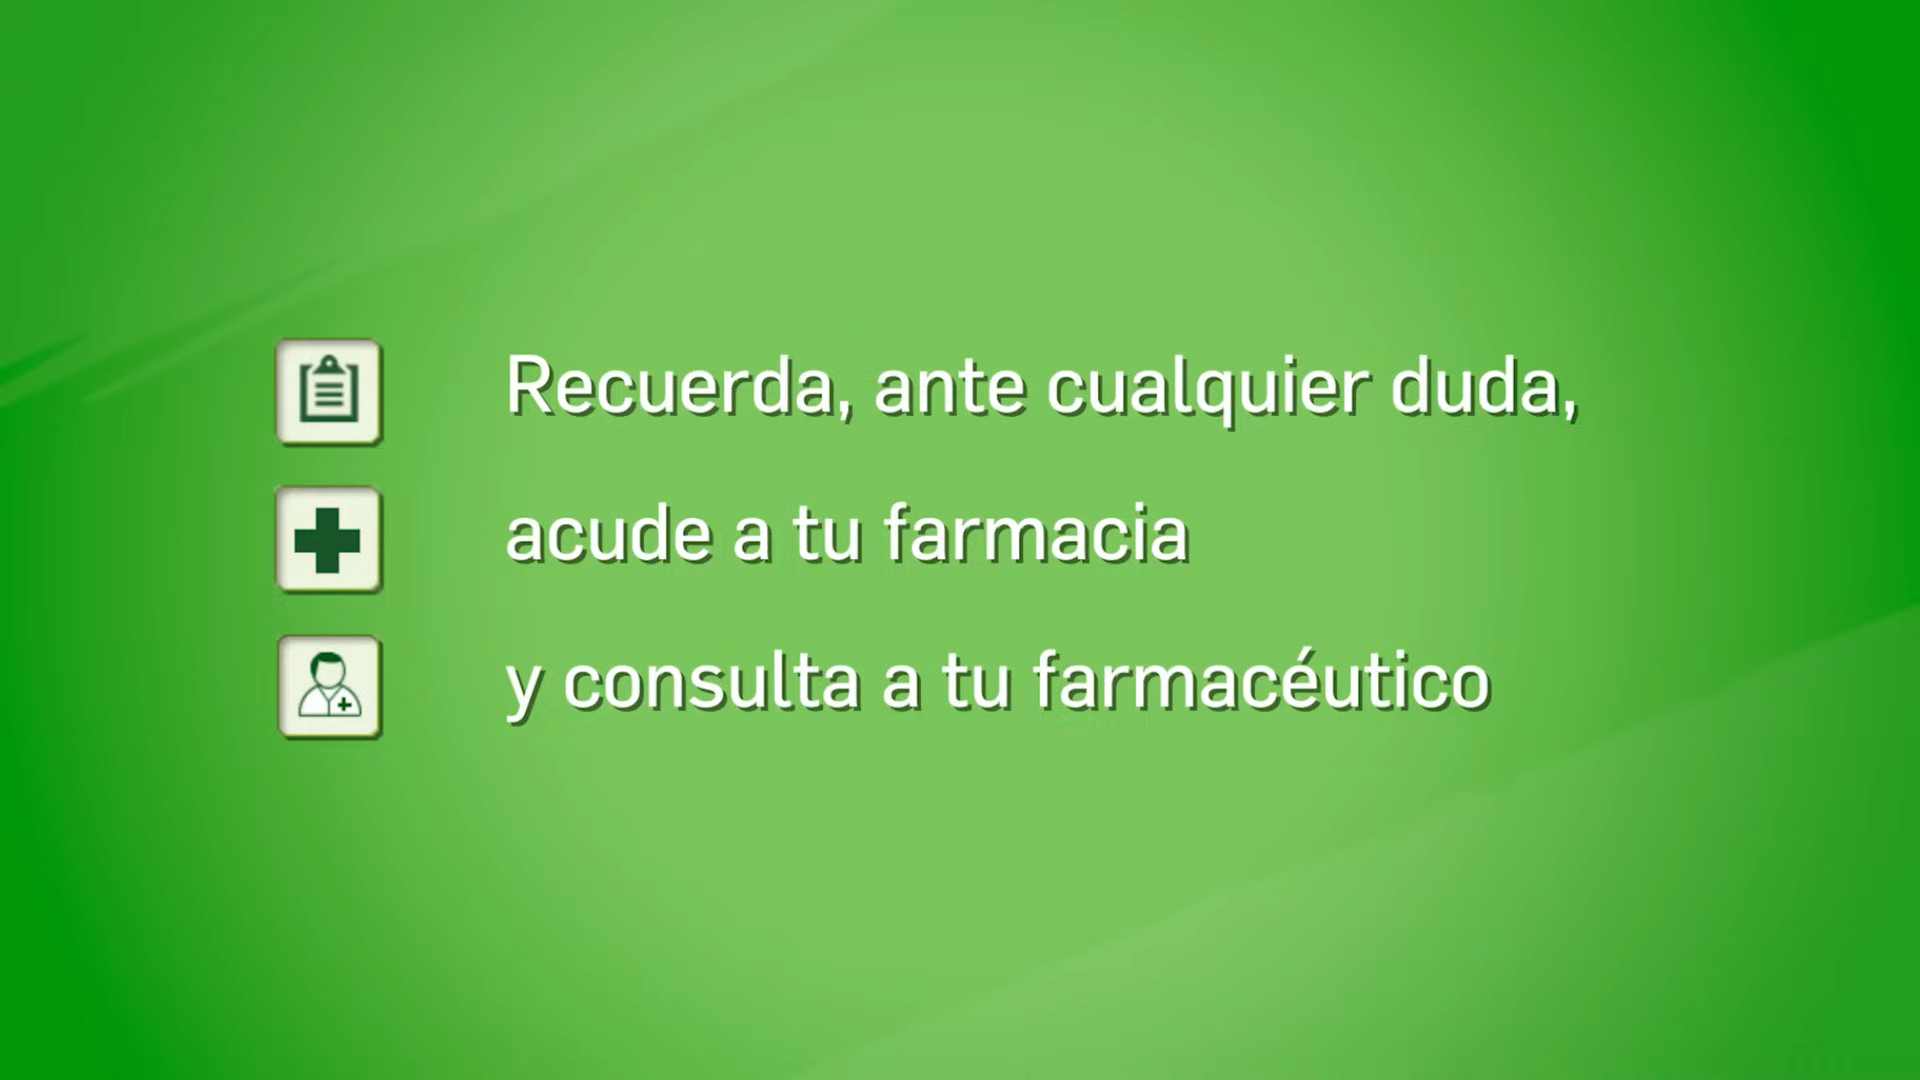 Recuerda, ante cualquier duda,
acude a tu farmacia
y consulta a tu farmacéutico